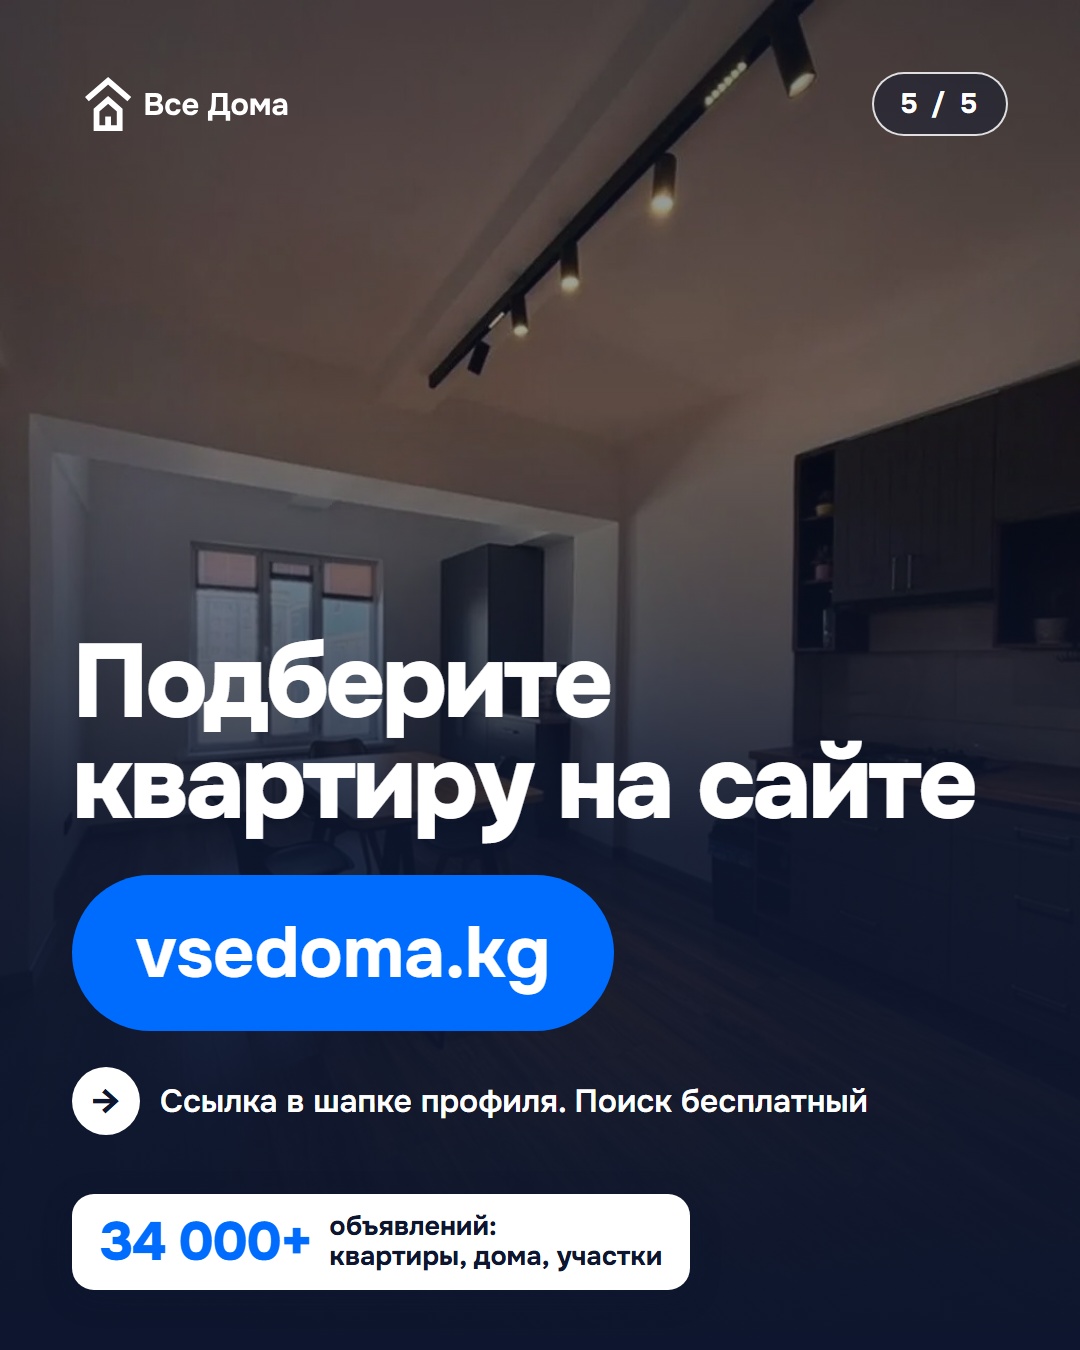 Все Дома
5 / 5
Подберите
квартиру на сайте
vsedoma.kg
Ссылка в шапке профиля. Поиск бесплатный
34 000+
объявлений:
квартиры, дома, участки